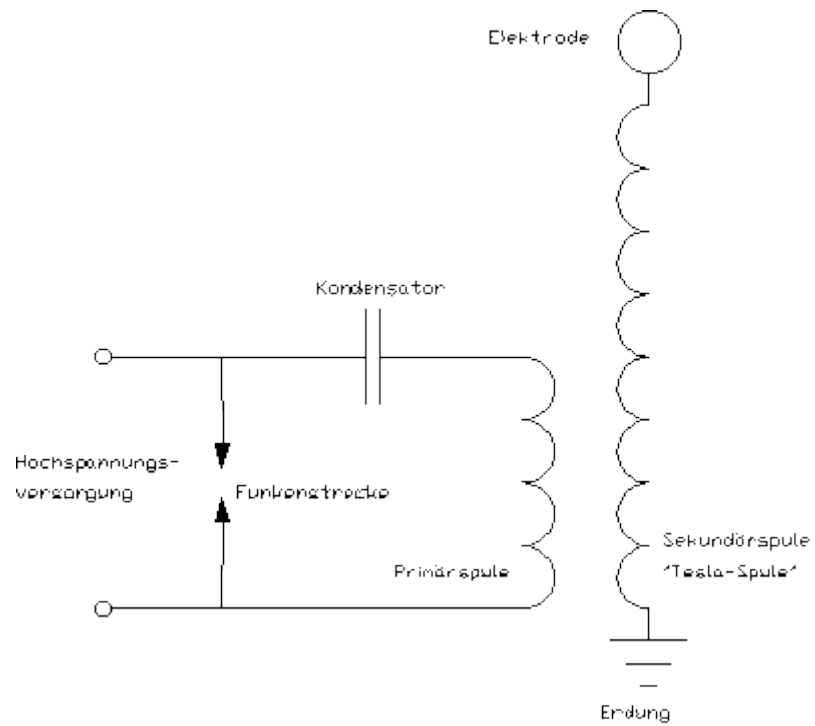 Elektrode
Kondensator
Hochspannungs-
versorgung
Funkenstrecke
Primärspule
Sekundärspule
"Tesla-Spule"
Erdung